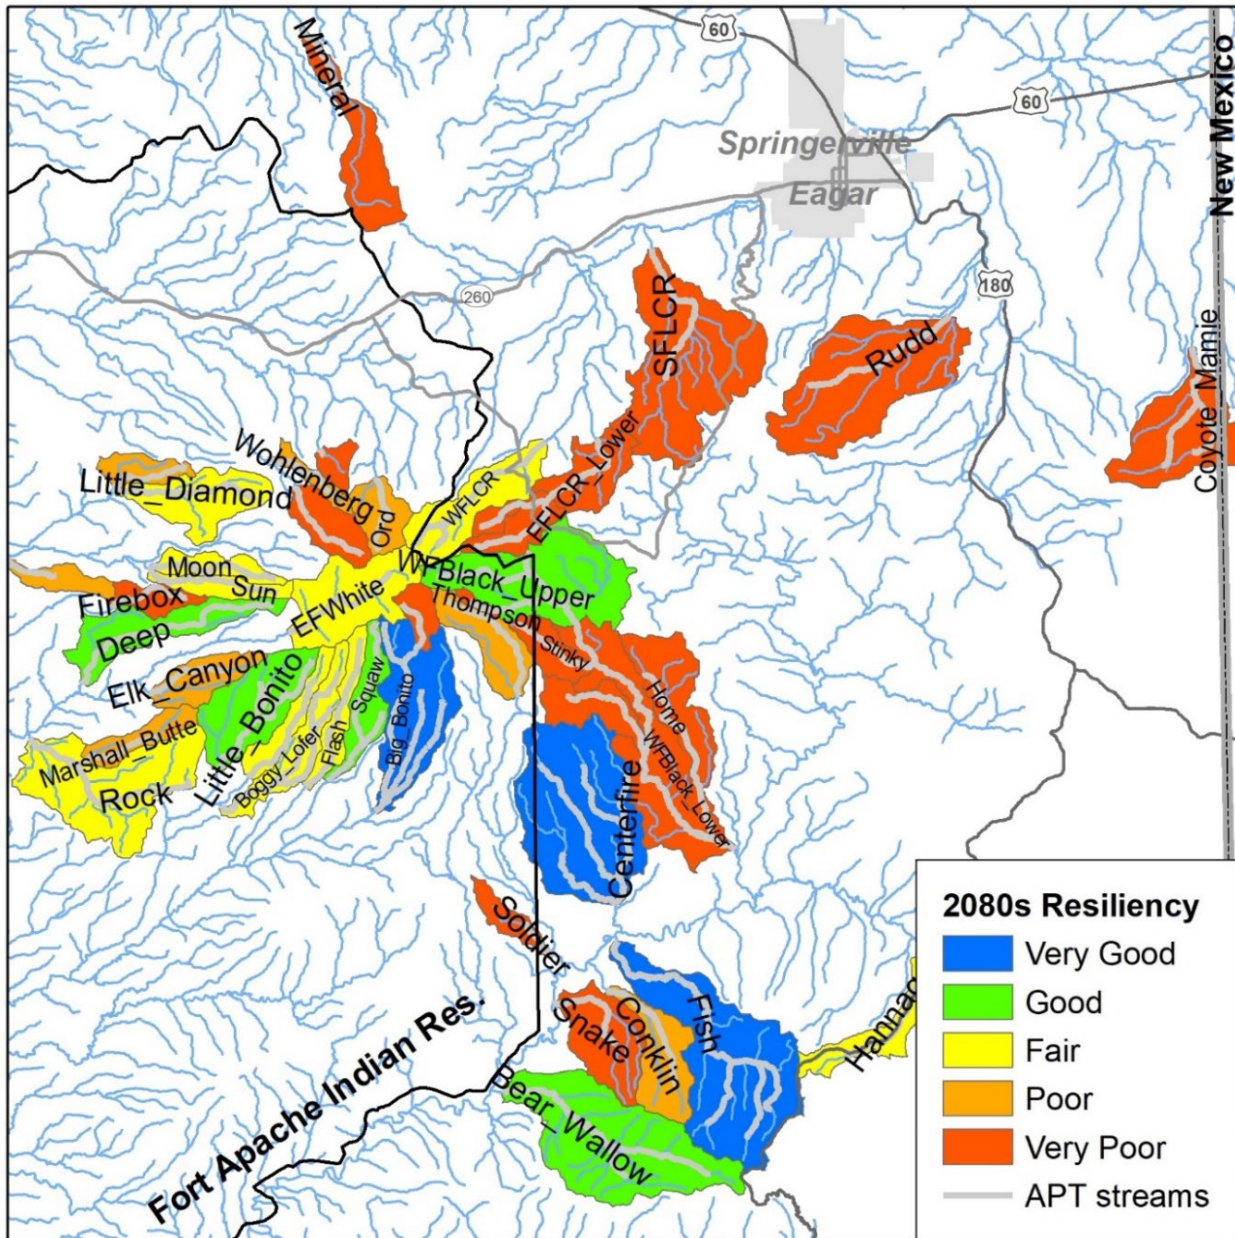 Mineral
60
60
New Mexico
Springerville
Eagar
180
260
SFLCR
Rudd
Coyote_Mamie
Wohlenberg
EFLCR_Lower
Little_Diamond
WFLCR
Ord
Moon
Sun
WFBlack_Upper
Firebox
EFWhite
Thompson
Deep
Stinky
Elk_Canyon
Squaw
Home
Little_Bonito
Big_Bonito
Marshall_Butte
Flash
Boggy_Lofer
WFBlack_Lower
Rock
Centerfire
Soldier
Fort Apache Indian Res.
Snake
Conklin
Fish
Hannag
Bear_Wallow
2080s Resiliency
Very Good
Good
Fair
Poor
Very Poor
APT streams